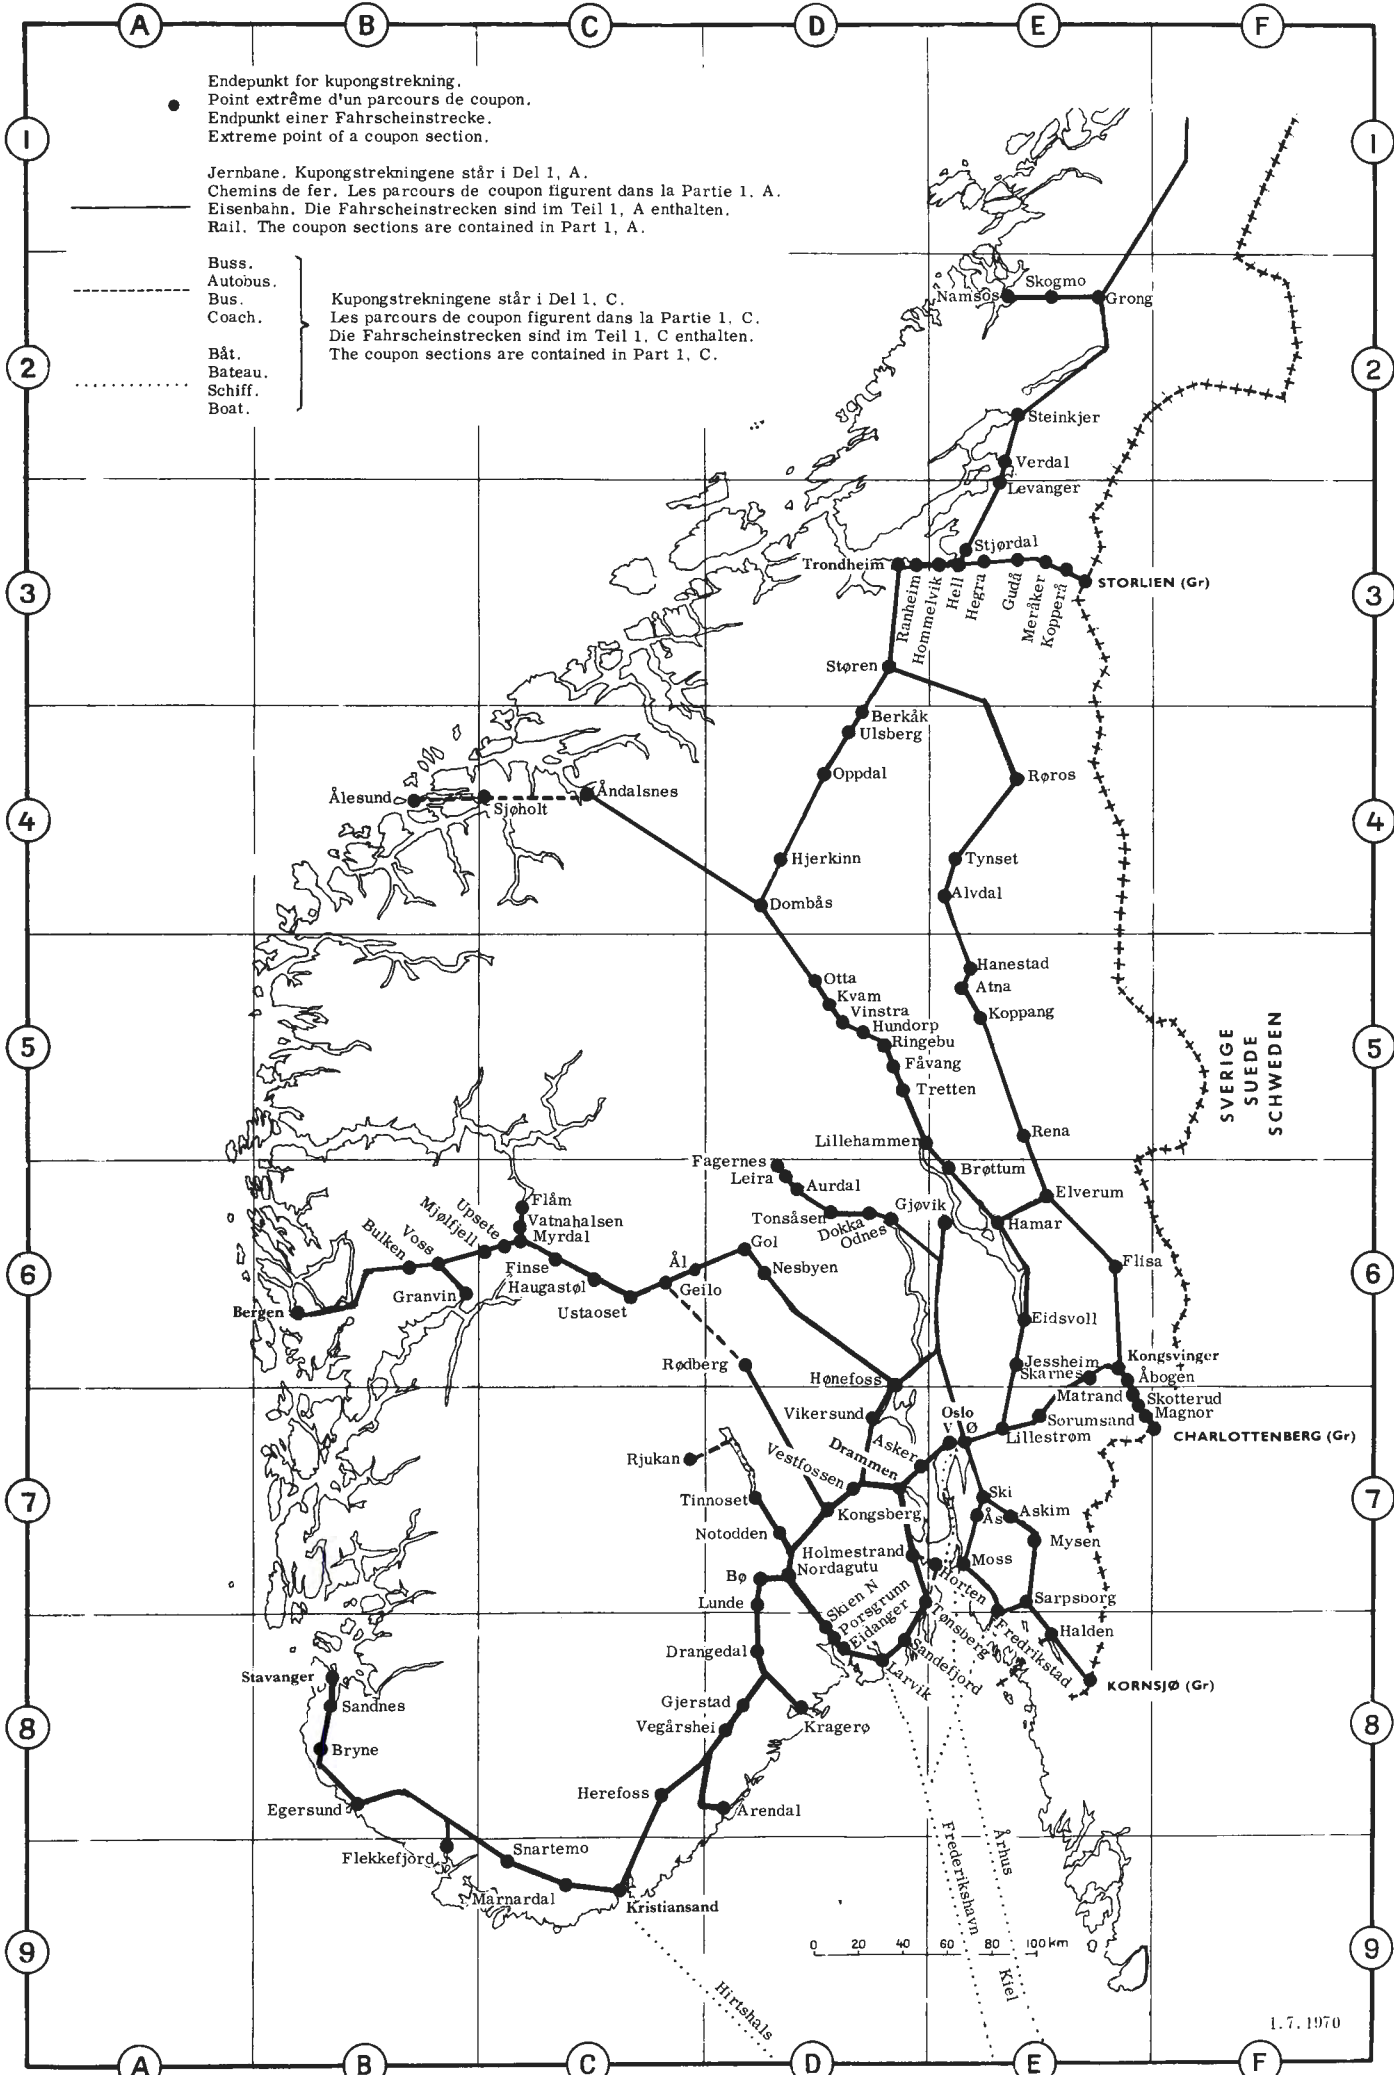 A B C D E F
Endepunkt for kupongstrekning.
Point extrême d'un parcours de coupon.
Endpunkt einer Fahrscheinstrecke.
Extreme point of a coupon section.
1 1
Jernbane. Kupongstrekningene står i Del 1, A.
Chemins de fer. Les parcours de coupon figurent dans la Partie 1, A.
Eisenbahn. Die Fahrscheinstrecken sind im Teil 1, A enthalten.
Rail. The coupon sections are contained in Part 1, A.
Buss.
Autobus.
Bus.
Coach.
Båt.
Bateau.
Schiff.
Boat.
Kupongstrekningene står i Del 1, C.
Les parcours de coupon figurent dans la Partie 1, C.
Die Fahrscheinstrecken sind im Teil 1, C enthalten.
The coupon sections are contained in Part 1, C.
Skogmo
Namsos
Grong
2 2
Steinkjer
Verdal
Levanger
Stjørdal
Trondheim
STORLIEN (Gr)
Ranheim
Hommelvik
Hell
Hegra
Gudå
Meråker
Kopperå
3 3
Støren
Berkåk
Ulsberg
Oppdal
Røros
Ålesund
Sjøholt
Åndalsnes
4 4
Hjerkinn
Tynset
Alvdal
Dombås
Hanestad
Otta
Atna
Kvam
Koppang
Vinstra
Hundorp
Ringebu
5 5
SVERIGE
SUEDE
SCHWEDEN
Fåvang
Tretten
Rena
Lillehammer
Brøttum
Fagernes
Leira
Aurdal
Elverum
Gjøvik
Tonsåsen
Dokka
Odnes
Hamar
Flåm
Vatnahalsen
Myrdal
Upsete
Mjølfjell
Voss
Bulken
Gol
Ål
Nesbyen
Finse
Haugastøl
Geilo
Ustaoset
Flisa
6 6
Granvin
Bergen
Eidsvoll
Rødberg
Jessheim
Skarnes
Kongsvinger
Åbogen
Hønefoss
Matrand
Skotterud
Magnor
Vikersund
Oslo
V Ø
Sorumsand
Lillestrøm
CHARLOTTENBERG (Gr)
Asker
Drammen
Rjukan
Vestfossen
Ski
7 7
Tinnoset
Kongsberg
Ås
Askim
Notodden
Mysen
Holmestrand
Moss
Bø
Nordagutu
Horten
Sarpsborg
Lunde
Skien N
Porsgrunn
Eidanger
Tønsberg
Fredrikstad
Halden
Drangedal
Sandefjord
Larvik
Stavanger
KORNSJØ (Gr)
Sandnes
Gjerstad
Kragerø
8 8
Vegårshei
Bryne
Herefoss
Egersund
Arendal
Flekkefjord
Snartemo
Marnardal
Kristiansand
Frederikshavn
Århus
Kiel
Hirtshals
9 9
0 20 40 60 80 100 km
1.7.1970
A B C D E F